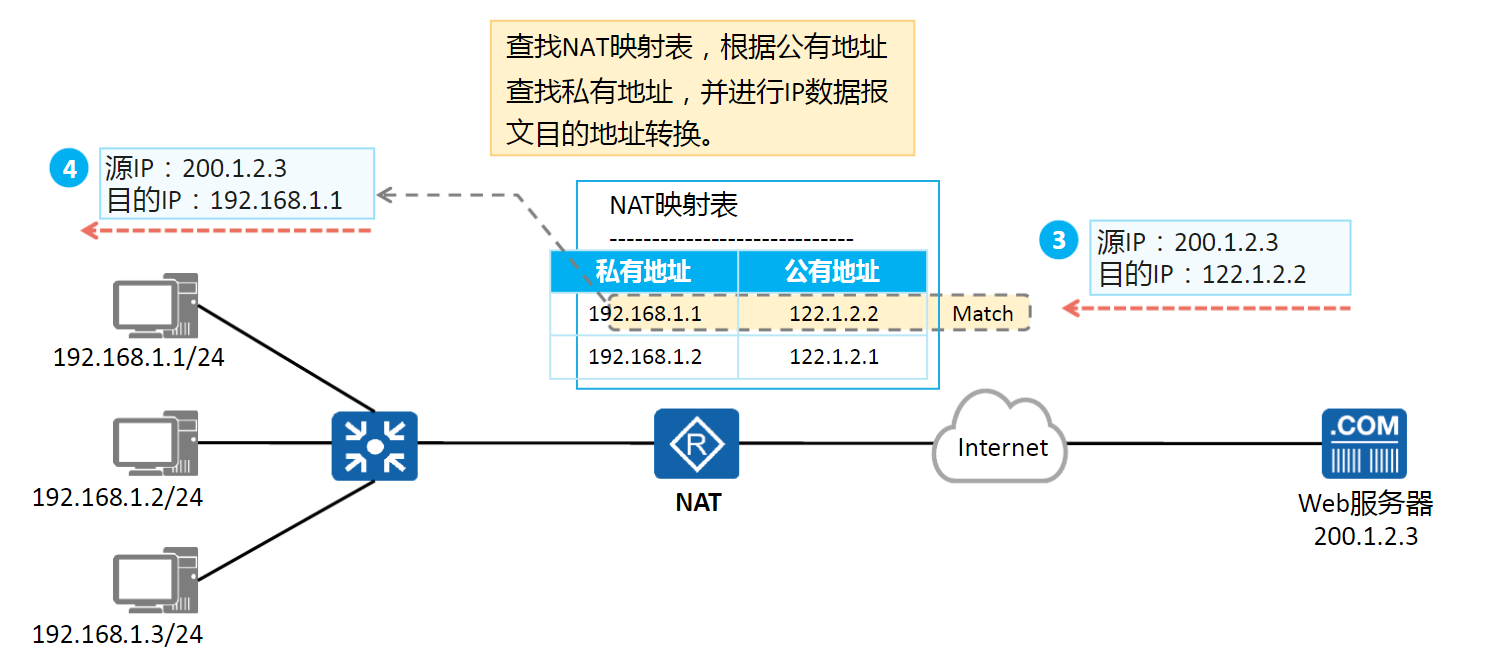 查找NAT映射表，根据公有地址
查找私有地址，并进行IP数据报
文目的地址转换。
4
源IP：200.1.2.3
目的IP：192.168.1.1
NAT映射表
----------------------------
私有地址 公有地址
192.168.1.1 122.1.2.2 Match
192.168.1.2 122.1.2.1
3
源IP：200.1.2.3
目的IP：122.1.2.2
192.168.1.1/24
192.168.1.2/24
192.168.1.3/24
R
NAT
Internet
.COM
Web服务器
200.1.2.3